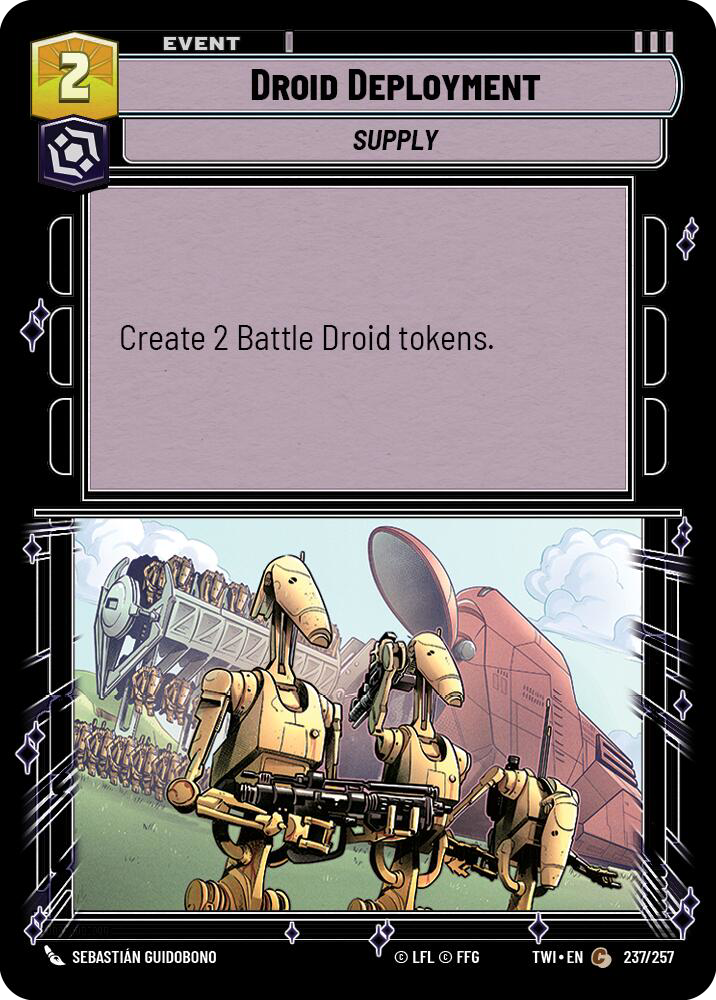 EVENT
2
DROID DEPLOYMENT
SUPPLY
Create 2 Battle Droid tokens.
SEBASTIÁN GUIDOBONO
© LFL © FFG
TWI • EN C 237/257